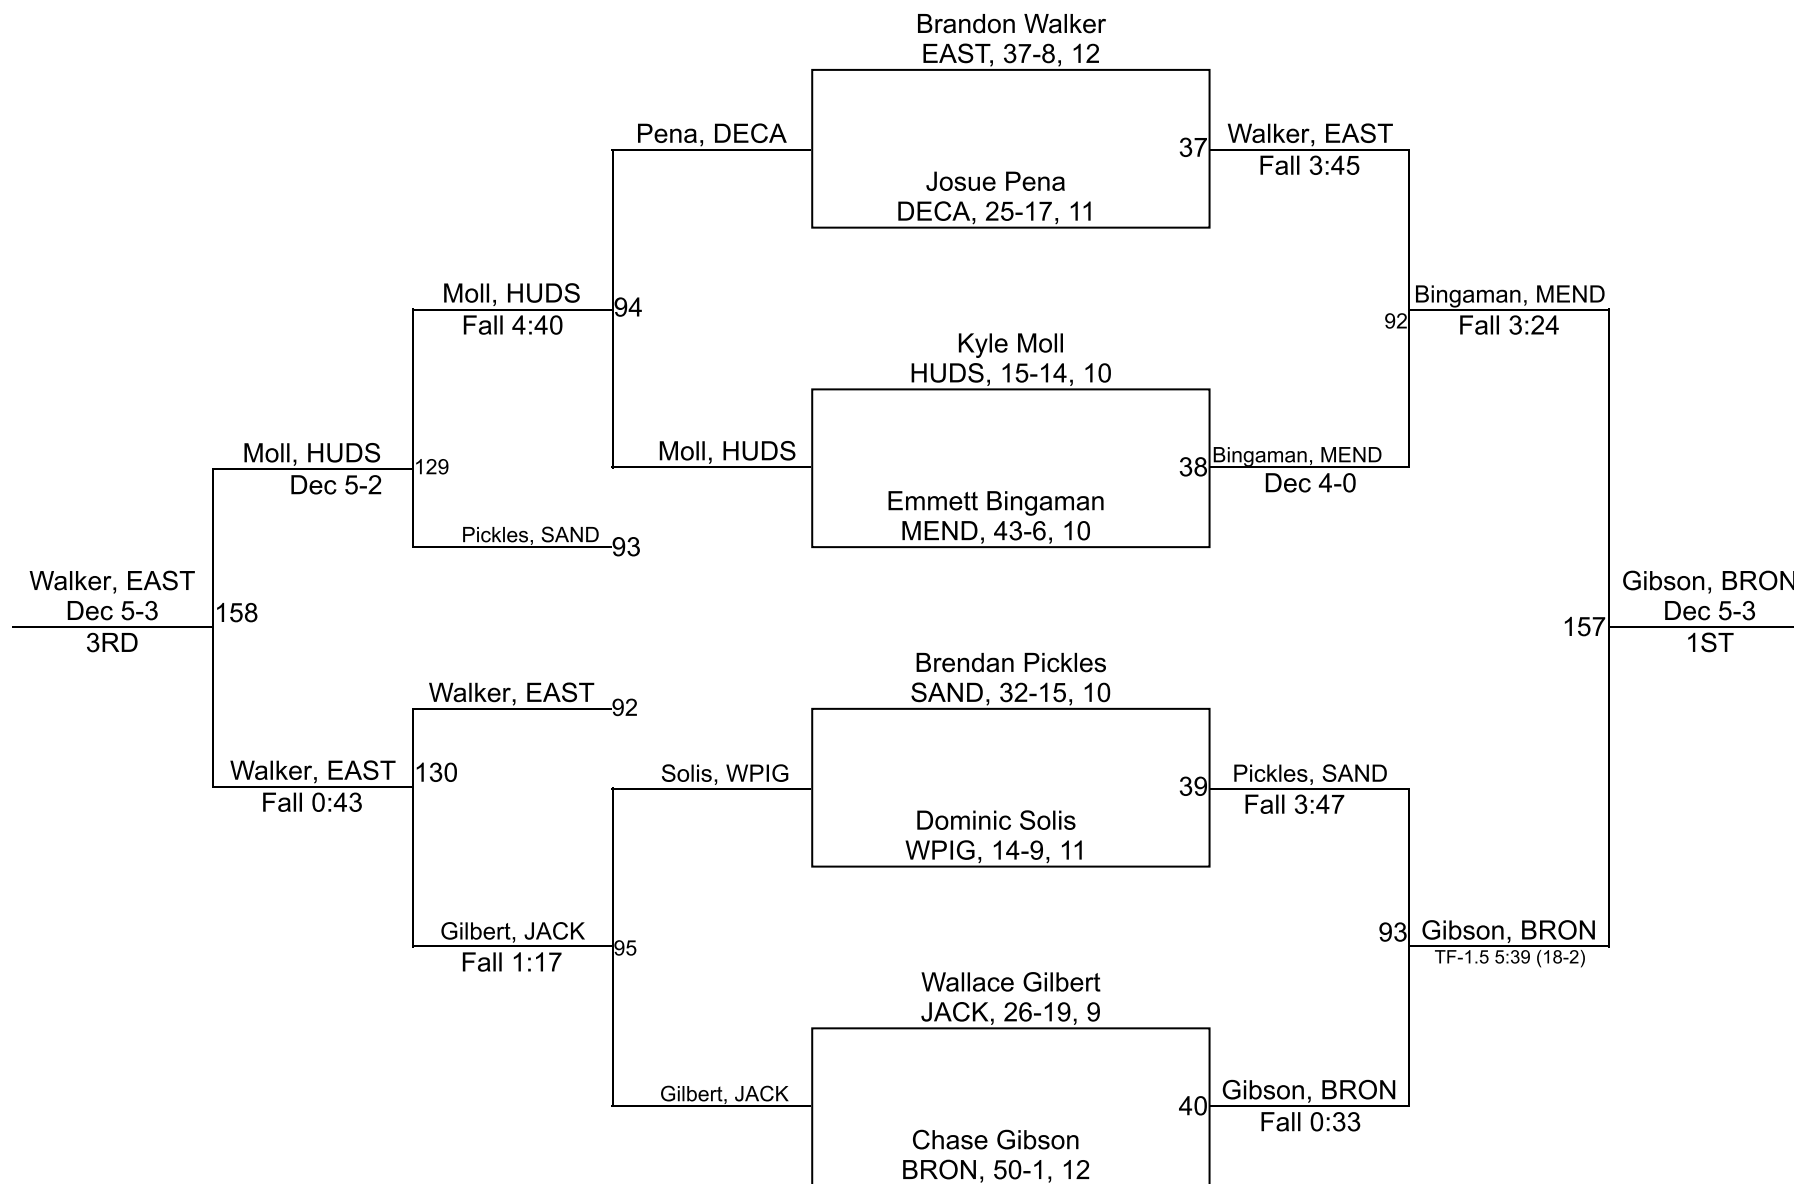 Brandon Walker
EAST, 37-8, 12
Pena, DECA
37
Walker, EAST
Fall 3:45
Josue Pena
DECA, 25-17, 11
Moll, HUDS
94
Fall 4:40
Bingaman, MEND
92
Fall 3:24
Kyle Moll
HUDS, 15-14, 10
Moll, HUDS
129
Dec 5-2
Moll, HUDS
38
Bingaman, MEND
Dec 4-0
Emmett Bingaman
MEND, 43-6, 10
Pickles, SAND
93
Walker, EAST
Dec 5-3
3RD
158
157
Gibson, BRON
Dec 5-3
1ST
Brendan Pickles
SAND, 32-15, 10
Walker, EAST
92
Walker, EAST
130
Fall 0:43
Solis, WPIG
39
Pickles, SAND
Fall 3:47
Dominic Solis
WPIG, 14-9, 11
Gilbert, JACK
95
Fall 1:17
93
Gibson, BRON
TF-1.5 5:39 (18-2)
Wallace Gilbert
JACK, 26-19, 9
Gilbert, JACK
40
Gibson, BRON
Fall 0:33
Chase Gibson
BRON, 50-1, 12